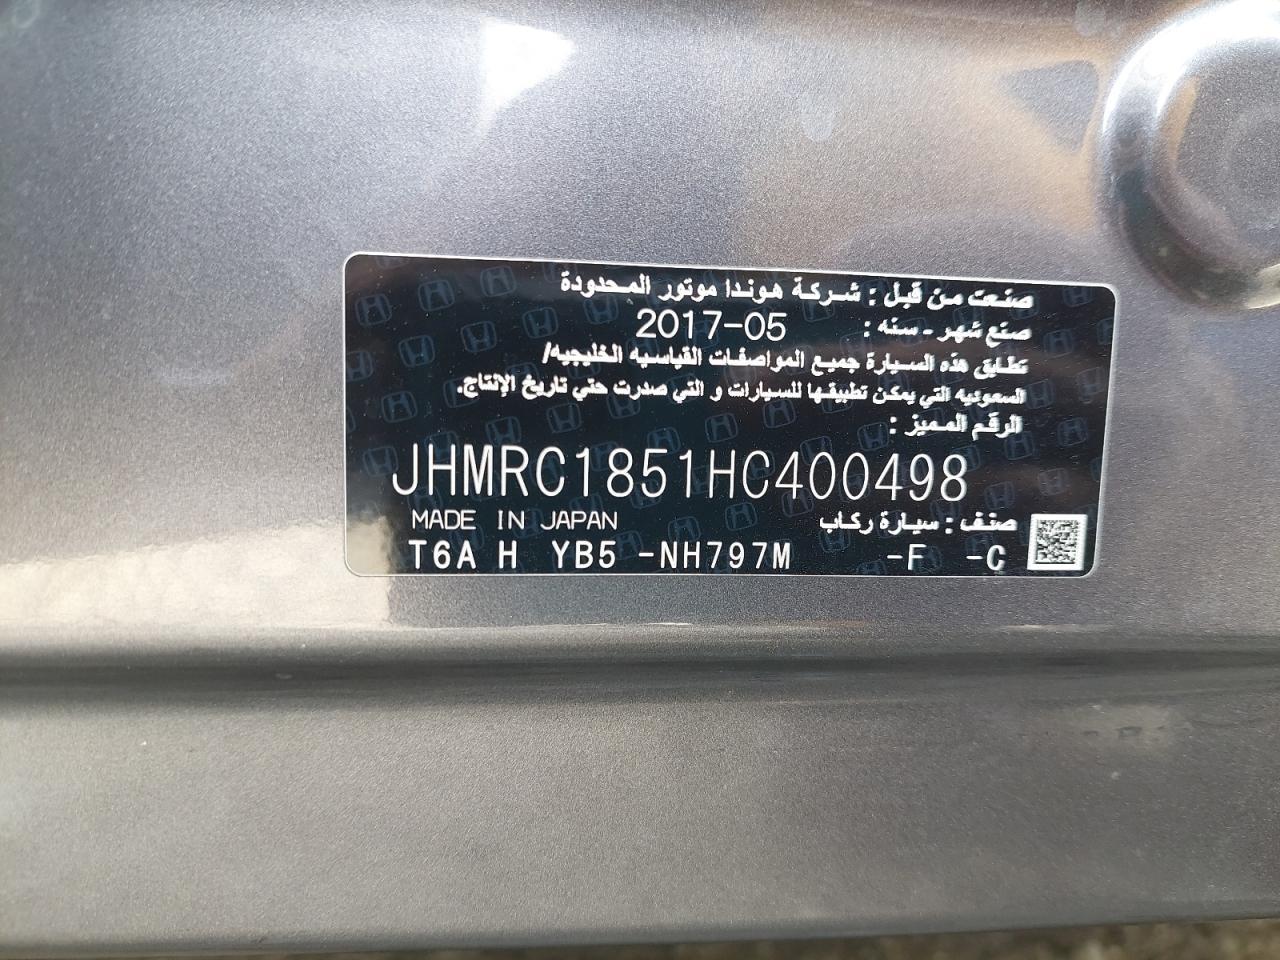 صنعت من قبل : شركة هوندا موتور المحدودة
صنع شهر - سنه : 2017-05
تطابق هذه السيارة جميع المواصفات القياسيه الخليجيه/
السعوديه التي يمكن تطبيقها للسيارات و التي صدرت حتي تاريخ الإنتاج.
الرقم المميز :
JHMRC1851HC400498
MADE IN JAPAN صنف : سيارة ركاب
T6A H YB5 -NH797M -F -C